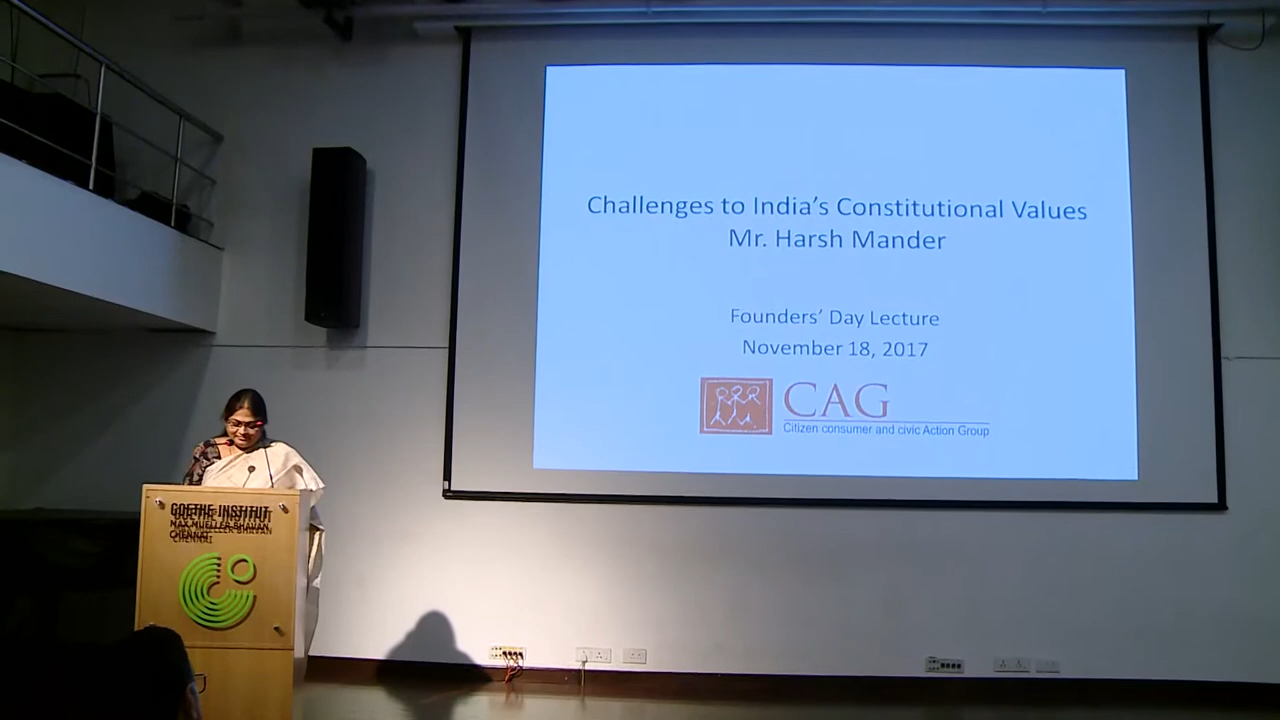 Challenges to India's Constitutional Values
Mr. Harsh Mander
Founders' Day Lecture
November 18, 2017
CAG
Citizen consumer and civic Action Group
GOETHE-INSTITUT
MAX MUELLER BHAVAN
CHENNAI